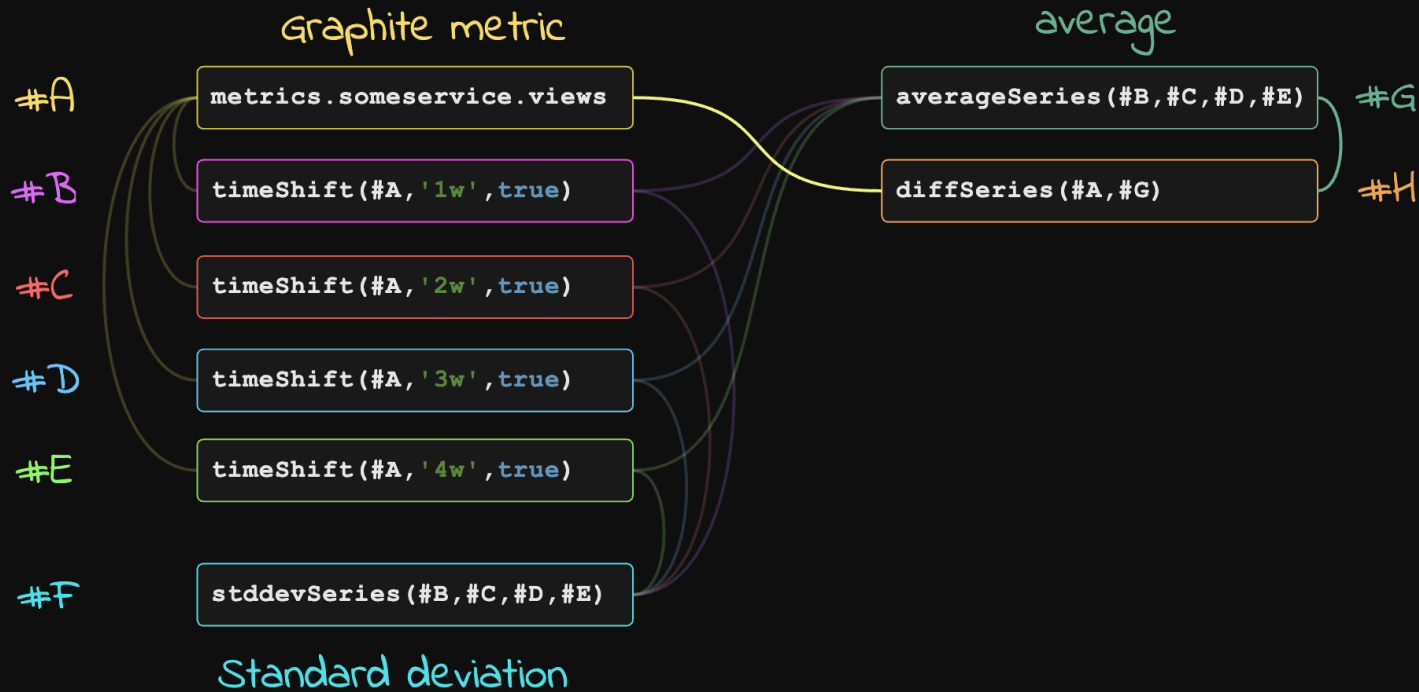 Graphite metric
average
#A
metrics.someservice.views
averageSeries(#B,#C,#D,#E)
#G
#B
timeShift(#A,'1w',true)
diffSeries(#A,#G)
#H
#C
timeShift(#A,'2w',true)
#D
timeShift(#A,'3w',true)
#E
timeShift(#A,'4w',true)
#F
stddevSeries(#B,#C,#D,#E)
Standard deviation